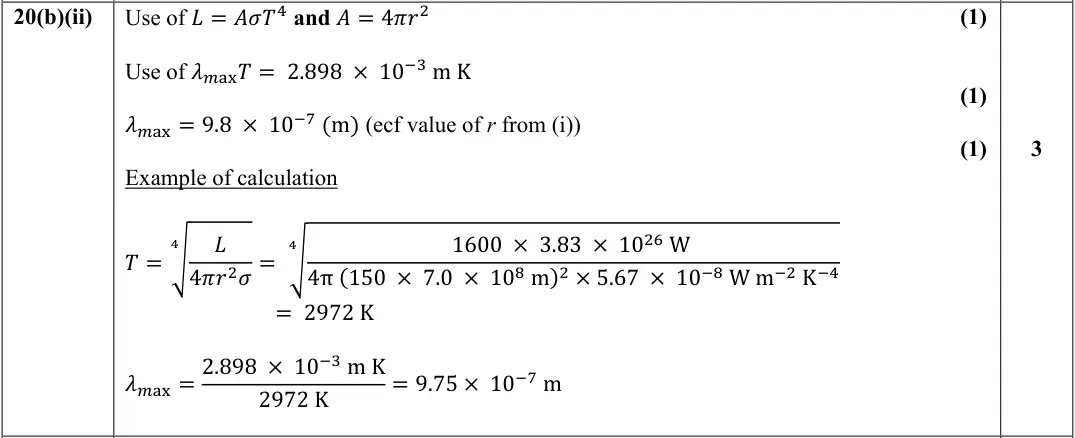 20(b)(ii) Use of L = AσT⁴ and A = 4πr² (1)
Use of λₘₐₓT = 2.898 × 10⁻³ m K
(1)
λₘₐₓ = 9.8 × 10⁻⁷ (m) (ecf value of r from (i))
(1) 3
Example of calculation
T = ⁴√(L / 4πr²σ) = ⁴√(1600 × 3.83 × 10²⁶ W / 4π (150 × 7.0 × 10⁸ m)² × 5.67 × 10⁻⁸ W m⁻² K⁻⁴)
= 2972 K
λₘₐₓ = 2.898 × 10⁻³ m K / 2972 K = 9.75 × 10⁻⁷ m